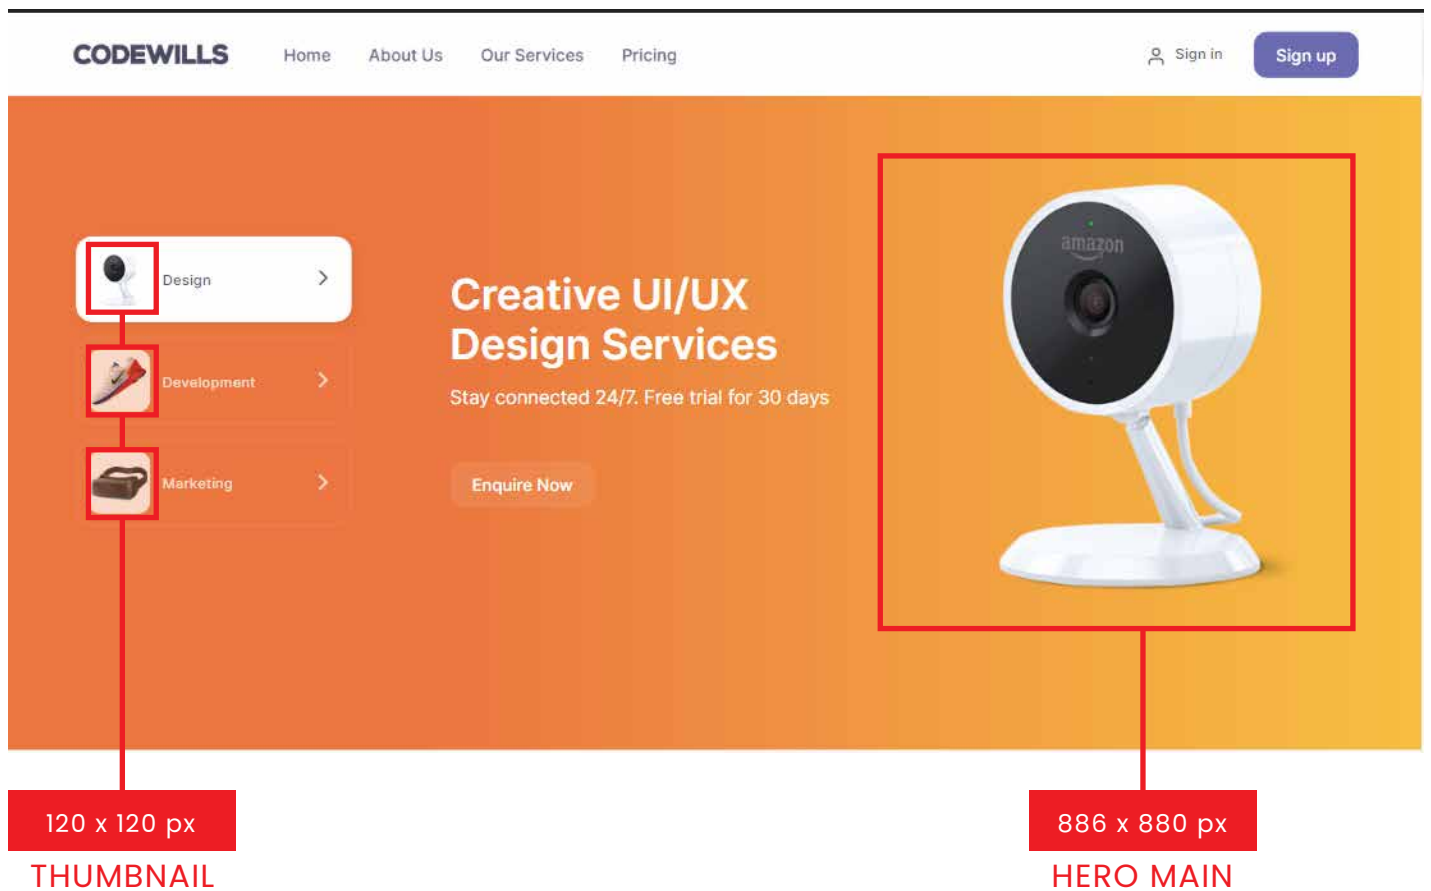 CODEWILLS Home About Us Our Services Pricing Sign in Sign up
amazon
Design
Development
Marketing
Creative UI/UX
Design Services
Stay connected 24/7. Free trial for 30 days
Enquire Now
120 x 120 px
THUMBNAIL
886 x 880 px
HERO MAIN